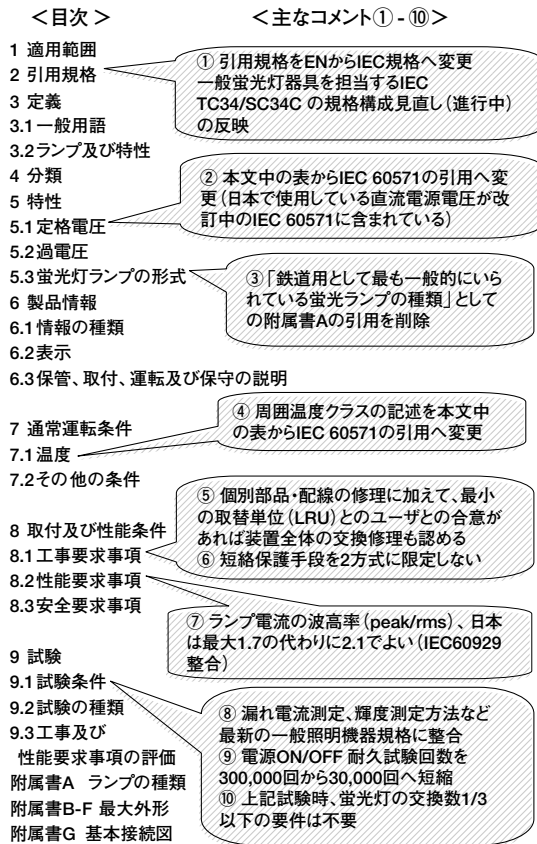 ＜目次 ＞
＜主なコメント① - ⑩＞
1 適用範囲
2 引用規格
3 定義
3.1 一般用語
3.2ランプ及び特性
4 分類
5 特性
5.1 定格電圧
5.2過電圧
5.3蛍光灯ランプの形式
6 製品情報
6.1 情報の種類
6.2表示
6.3保管、取付、運転及び保守の説明
7 通常運転条件
7.1 温度
7.2その他の条件
8 取付及び性能条件
8.1 工事要求事項
8.2性能要求事項
8.3安全要求事項
9 試験
9.1 試験条件
9.2試験の種類
9.3工事及び
性能要求事項の評価
附属書A ランプの種類
附属書B-F 最大外形
附属書G 基本接続図
① 引用規格をENからIEC規格へ変更
一般蛍光灯器具を担当するIEC
TC34/SC34C の規格構成見直し（進行中）
の反映
② 本文中の表からIEC 60571の引用へ変
更（日本で使用している直流電源電圧が改
訂中のIEC 60571に含まれている）
③「鉄道用として最も一般的にいら
れている蛍光ランプの種類」として
の附属書Aの引用を削除
④ 周囲温度クラスの記述を本文中
の表からIEC 60571の引用へ変更
⑤ 個別部品・配線の修理に加えて、最小
の取替単位（LRU）とのユーザとの合意が
あれば装置全体の交換修理も認める
⑥ 短絡保護手段を2方式に限定しない
⑦ ランプ電流の波高率（peak/rms）、日本
は最大1.7の代わりに2.1でよい（IEC60929
整合）
⑧ 漏れ電流測定、輝度測定方法など
最新の一般照明機器規格に整合
⑨ 電源ON/OFF 耐久試験回数を
300,000回から30,000回へ短縮
⑩ 上記試験時、蛍光灯の交換数1/3
以下の要件は不要